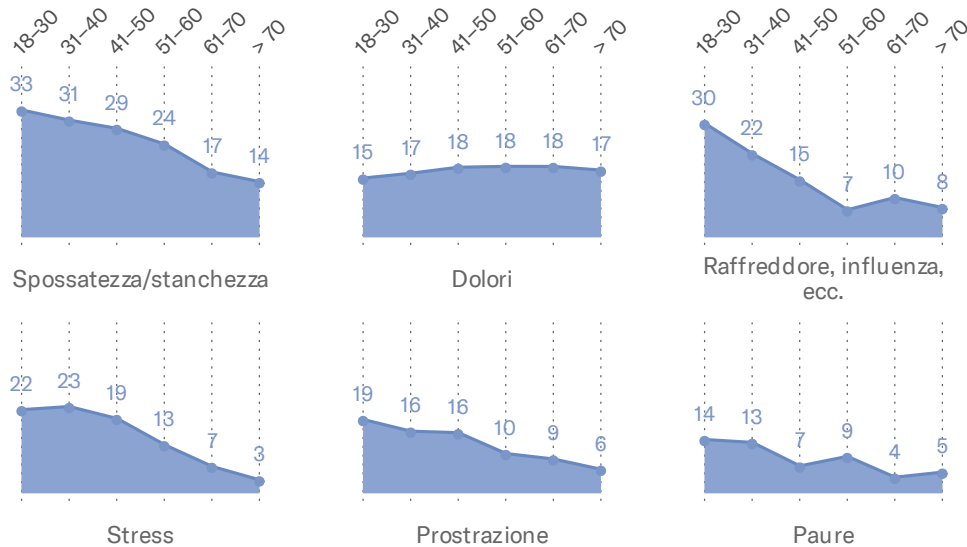 18–30 31–40 41–50 51–60 61–70 > 70
18–30 31–40 41–50 51–60 61–70 > 70
18–30 31–40 41–50 51–60 61–70 > 70
33 31 29 24 17 14
15 17 18 18 18 17
30 22 15 7 10 8
Spossatezza/stanchezza
Dolori
Raffreddore, influenza,
ecc.
22 23 19 13 7 3
19 16 16 10 9 6
14 13 7 9 4 5
Stress
Prostrazione
Paure